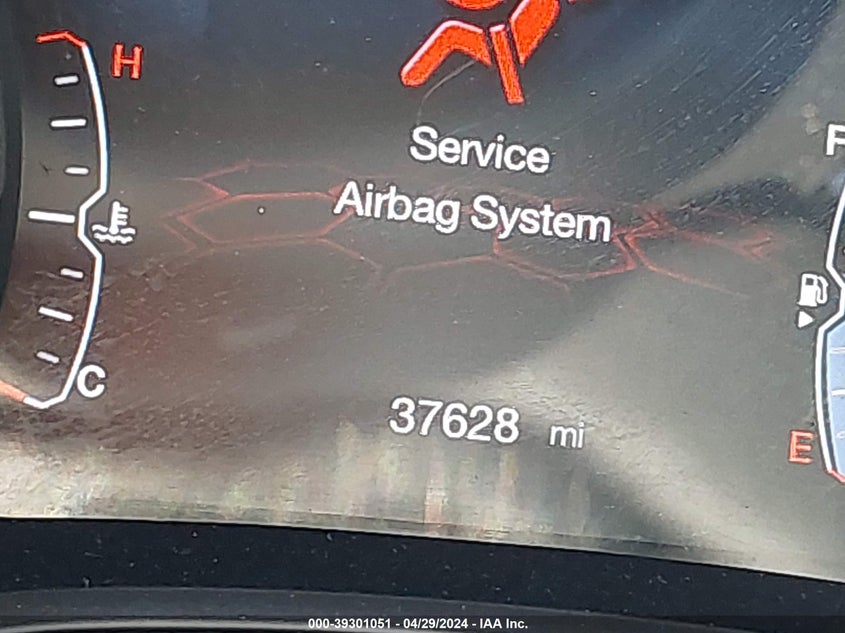 H
Service
F
Airbag System
C
37628 mi
E
000-39301051 - 04/29/2024 - IAA Inc.